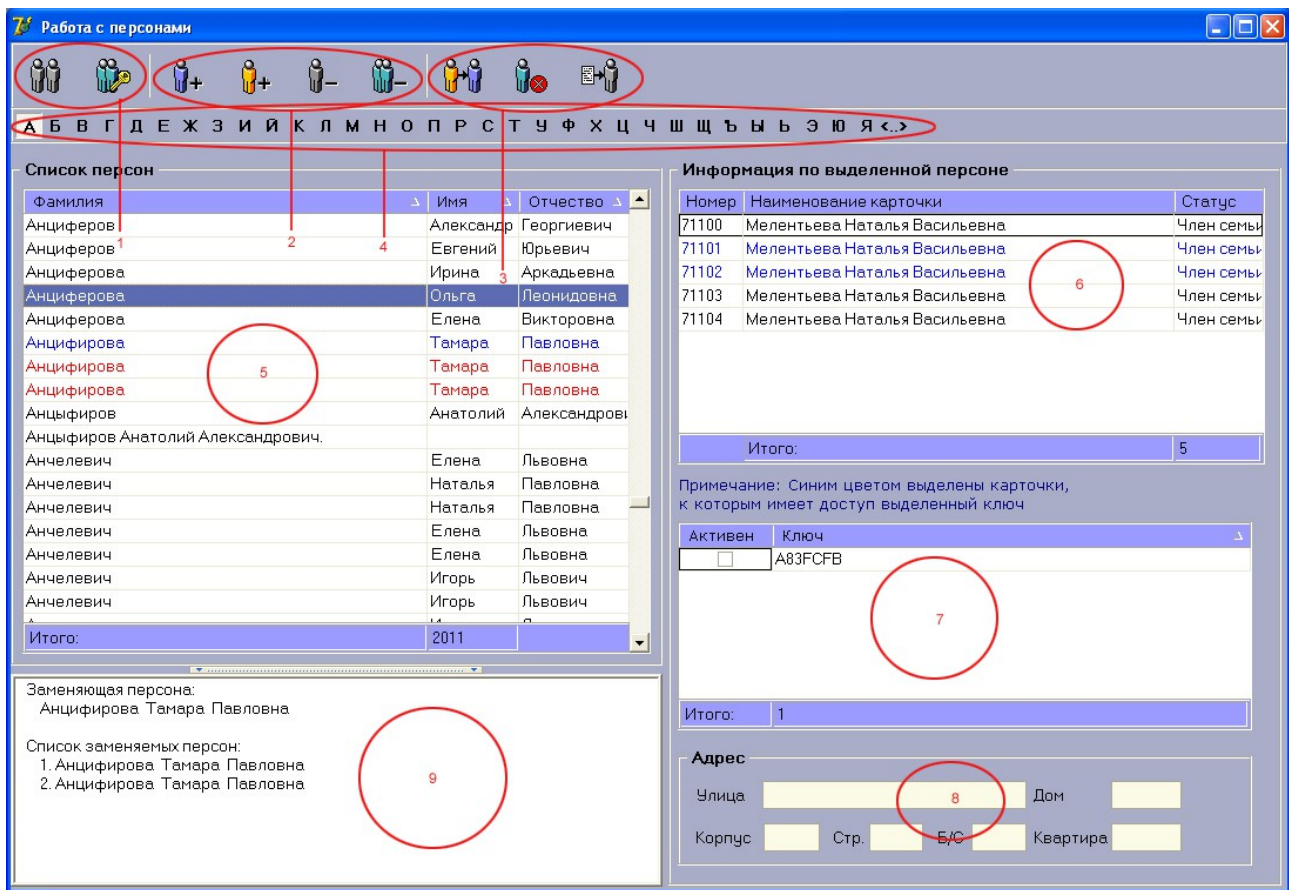 Работа с персонами
А Б В Г Д Е Ж З И Й К Л М Н О П Р С Т У Ф Х Ц Ч Ш Щ Ъ Ы Ь Э Ю Я <..>
Список персон
Фамилия Имя Отчество
Анциферов Александр Георгиевич
1 2 4
Анциферов Евгений Юрьевич
Анциферова Ирина Аркадьевна
3
Анциферова Ольга Леонидовна
Анциферова Елена Викторовна
Анцифирова Тамара Павловна
Анцифирова Тамара Павловна
5
Анцифирова Тамара Павловна
Анцыфиров Анатолий Александрови
Анцыфиров Анатолий Александрович.
Анчелевич Елена Львовна
Анчелевич Наталья Павловна
Анчелевич Наталья Павловна
Анчелевич Елена Львовна
Анчелевич Елена Львовна
Анчелевич Игорь Львович
Анчелевич Игорь Львович
Итого: 2011
Заменяющая персона:
Анцифирова Тамара Павловна
Список заменяемых персон:
1. Анцифирова Тамара Павловна
2. Анцифирова Тамара Павловна
9
Информация по выделенной персоне
Номер Наименование карточки Статус
71100 Мелентьева Наталья Васильевна Член семьи
71101 Мелентьева Наталья Васильевна Член семьи
71102 Мелентьева Наталья Васильевна Член семьи
6
71103 Мелентьева Наталья Васильевна Член семьи
71104 Мелентьева Наталья Васильевна Член семьи
Итого: 5
Примечание: Синим цветом выделены карточки,
к которым имеет доступ выделенный ключ
Активен Ключ
A83FCFB
7
Итого: 1
Адрес
Улица 8 Дом
Корпус Стр. Б/С Квартира